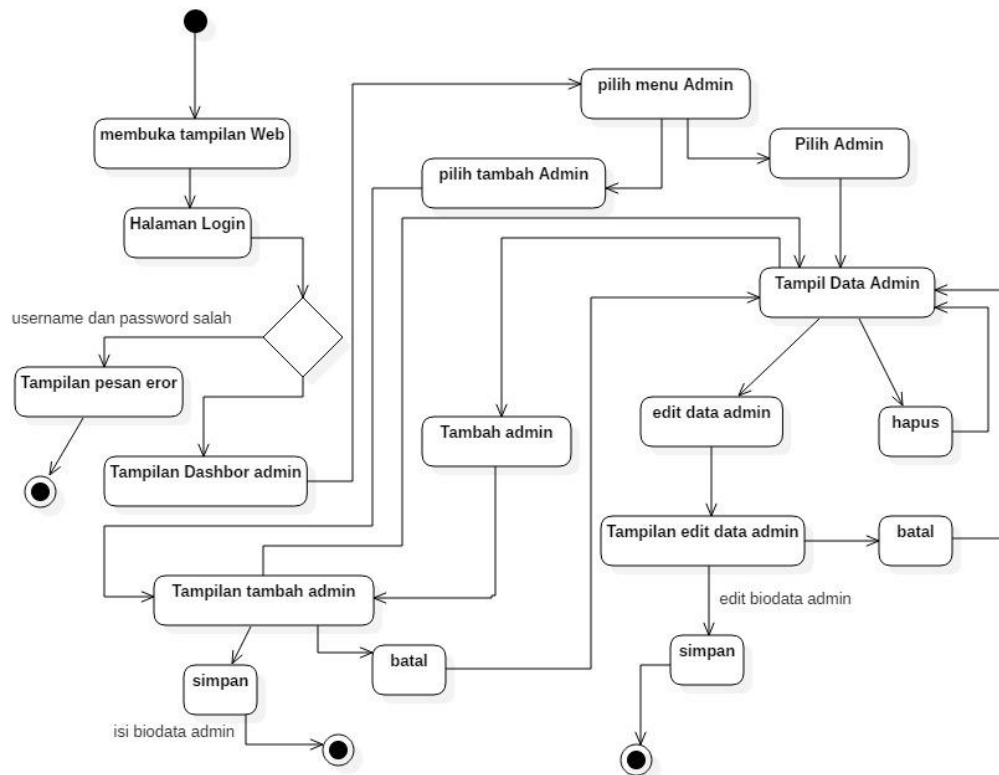 pilih menu Admin
membuka tampilan Web
Pilih Admin
pilih tambah Admin
Halaman Login
Tampil Data Admin
username dan password salah
Tampilan pesan eror
edit data admin
hapus
Tambah admin
Tampilan Dashbor admin
Tampilan edit data admin
batal
Tampilan tambah admin
edit biodata admin
simpan
batal
simpan
isi biodata admin